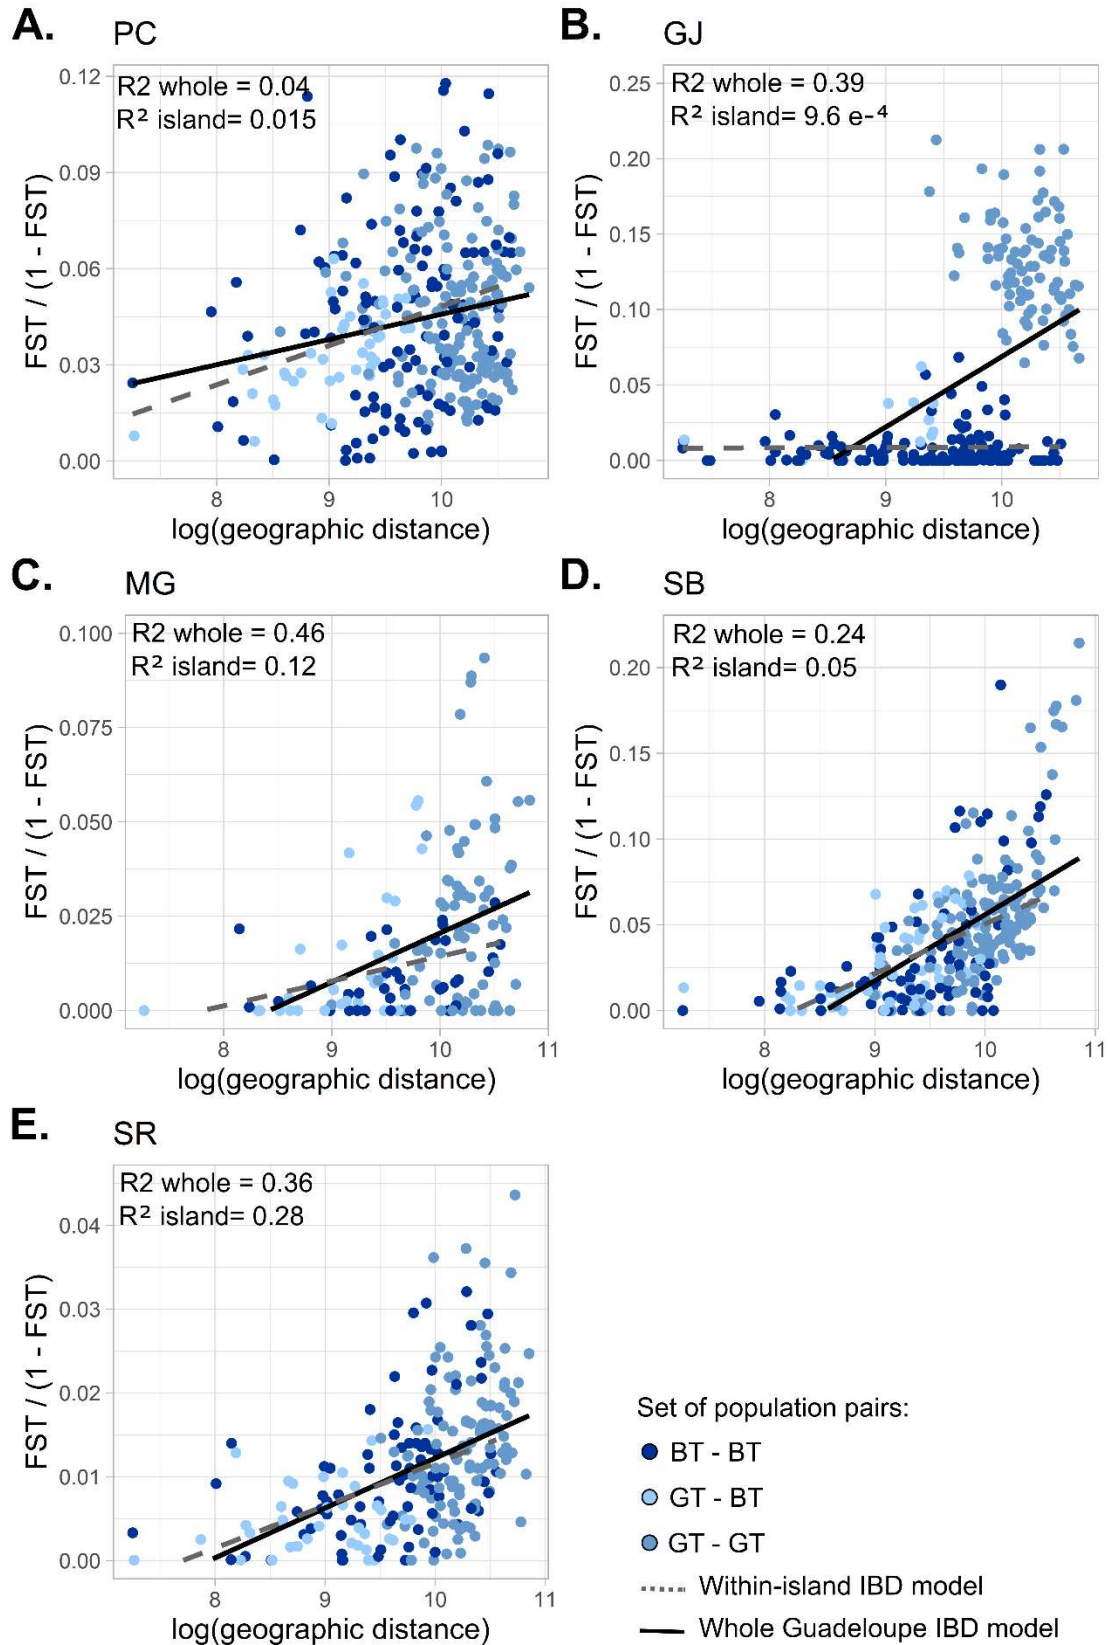 A. PC
R2 whole = 0.04
R² island= 0.015
0.12
0.09
0.06
0.03
0.00
FST / (1 - FST)
8 9 10
log(geographic distance)
B. GJ
R2 whole = 0.39
R² island= 9.6 e-⁴
0.25
0.20
0.15
0.10
0.05
0.00
FST / (1 - FST)
8 9 10
log(geographic distance)
C. MG
R2 whole = 0.46
R² island= 0.12
0.100
0.075
0.050
0.025
0.000
FST / (1 - FST)
8 9 10 11
log(geographic distance)
D. SB
R2 whole = 0.24
R² island= 0.05
0.20
0.15
0.10
0.05
0.00
FST / (1 - FST)
8 9 10 11
log(geographic distance)
E. SR
R2 whole = 0.36
R² island= 0.28
0.04
0.03
0.02
0.01
0.00
FST / (1 - FST)
8 9 10 11
log(geographic distance)
Set of population pairs:
BT - BT
GT - BT
GT - GT
Within-island IBD model
Whole Guadeloupe IBD model